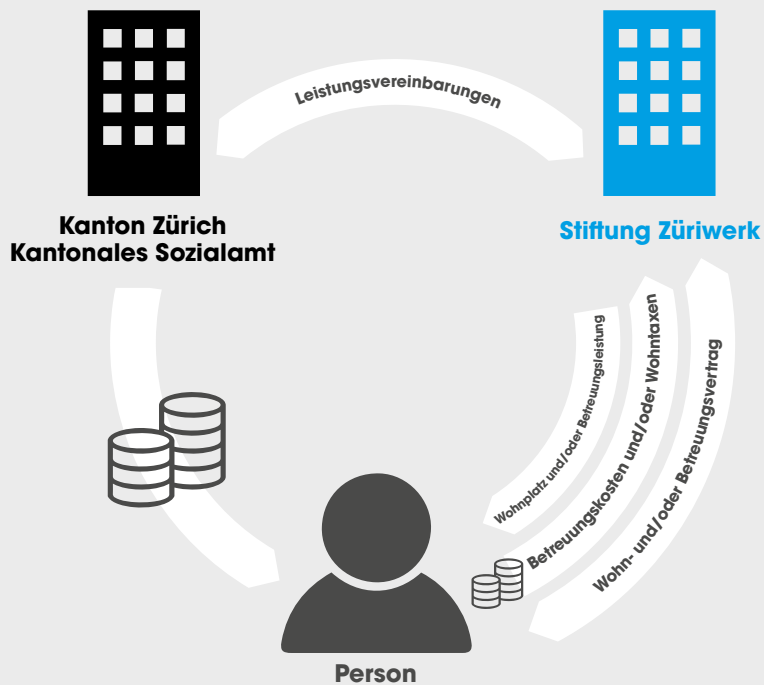 Leistungsvereinbarungen
Kanton Zürich
Kantonales Sozialamt
Stiftung Züriwerk
Wohnplatz und/oder Betreuungsleistung
Betreuungskosten und/oder Wohntaxen
Wohn- und/oder Betreuungsvertrag
Person